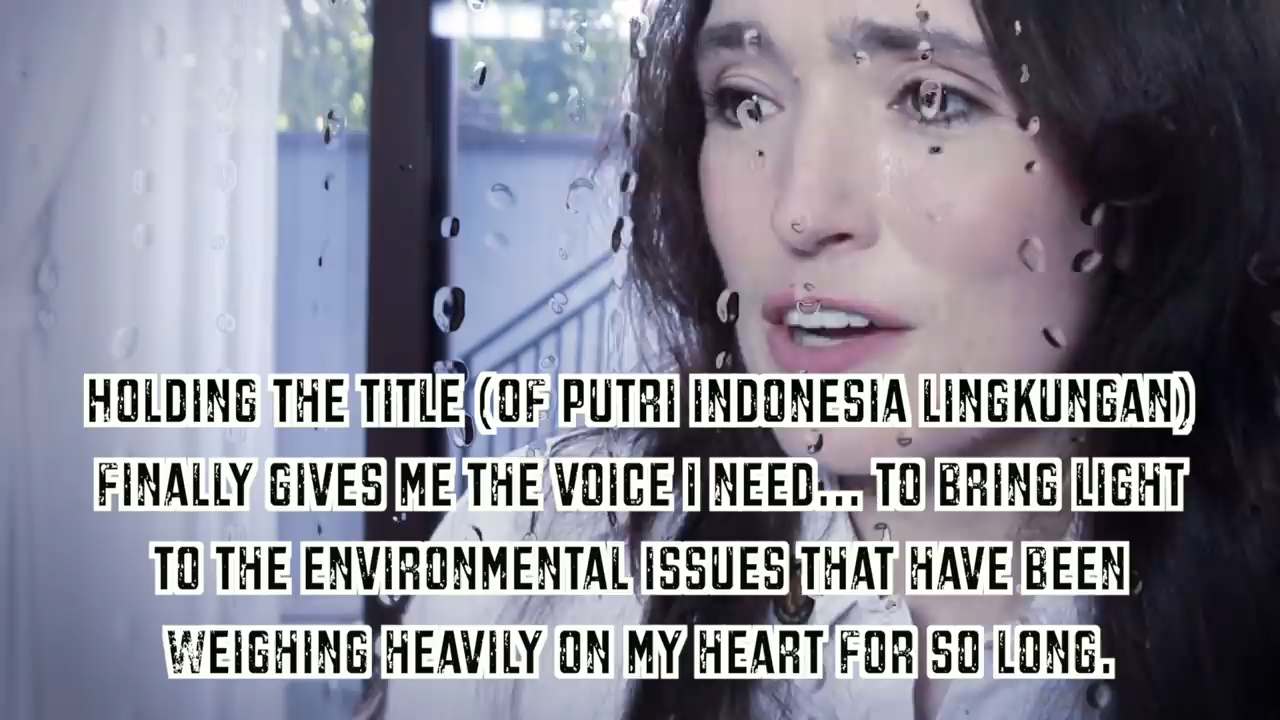 HOLDING THE TITLE (OF PUTRI INDONESIA LINGKUNGAN)
FINALLY GIVES ME THE VOICE I NEED... TO BRING LIGHT
TO THE ENVIRONMENTAL ISSUES THAT HAVE BEEN
WEIGHING HEAVILY ON MY HEART FOR SO LONG.